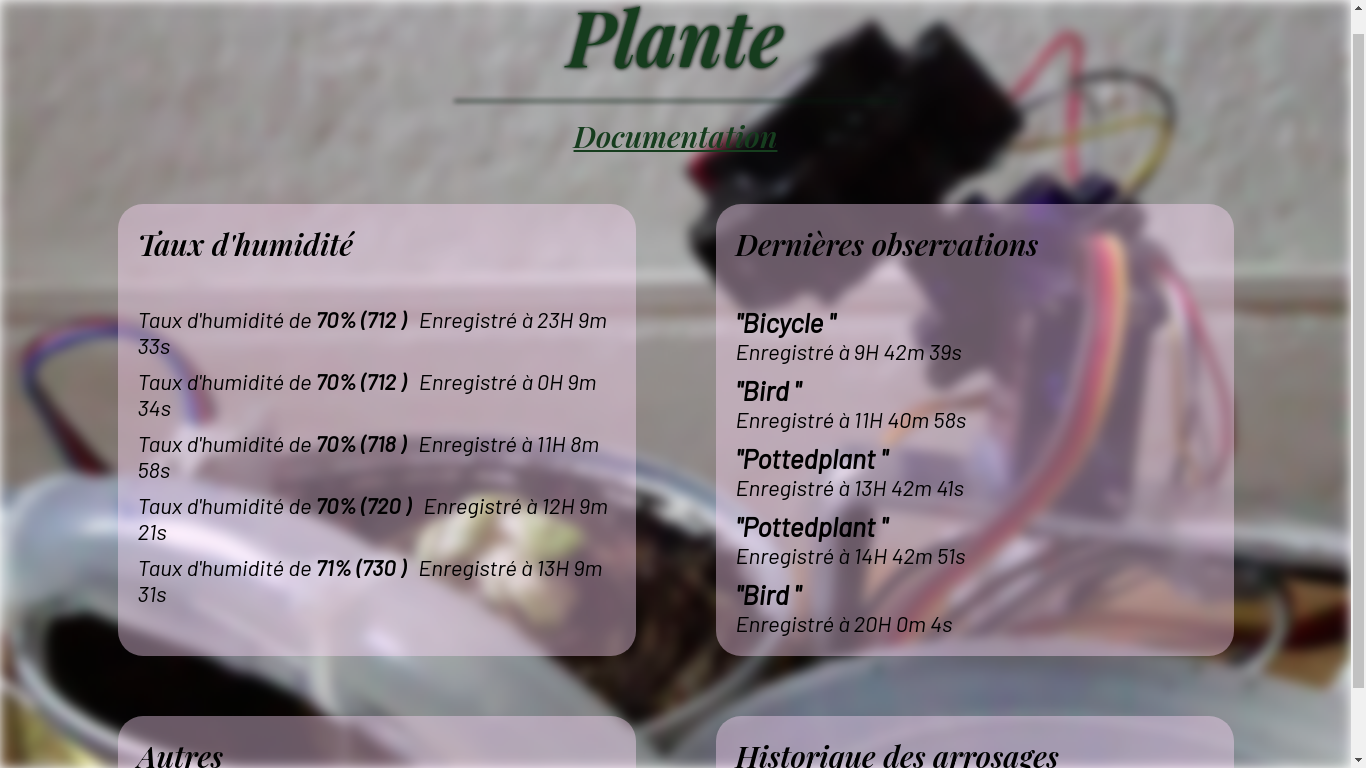 Plante
Documentation
Taux d'humidité
Taux d'humidité de 70% (712 ) Enregistré à 23H 9m
33s
Taux d'humidité de 70% (712 ) Enregistré à 0H 9m
34s
Taux d'humidité de 70% (718 ) Enregistré à 11H 8m
58s
Taux d'humidité de 70% (720 ) Enregistré à 12H 9m
21s
Taux d'humidité de 71% (730 ) Enregistré à 13H 9m
31s
Dernières observations
"Bicycle "
Enregistré à 9H 42m 39s
"Bird "
Enregistré à 11H 40m 58s
"Pottedplant "
Enregistré à 13H 42m 41s
"Pottedplant "
Enregistré à 14H 42m 51s
"Bird "
Enregistré à 20H 0m 4s
Autres
Historique des arrosages